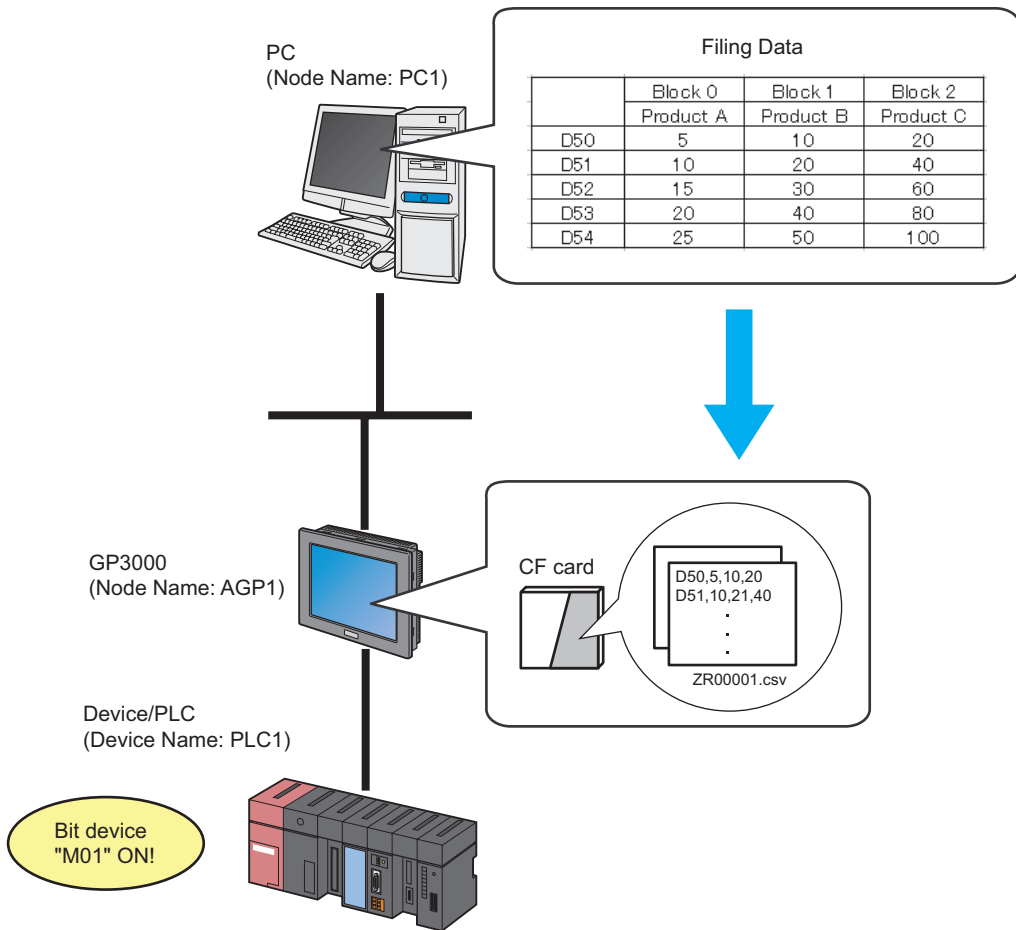 PC
(Node Name: PC1)
Filing Data
Block 0 Block 1 Block 2
Product A Product B Product C
D50 5 10 20
D51 10 20 40
D52 15 30 60
D53 20 40 80
D54 25 50 100
GP3000
(Node Name: AGP1)
CF card
D50,5,10,20
D51,10,21,40
.
.
.
ZR00001.csv
Device/PLC
(Device Name: PLC1)
Bit device
"M01" ON!